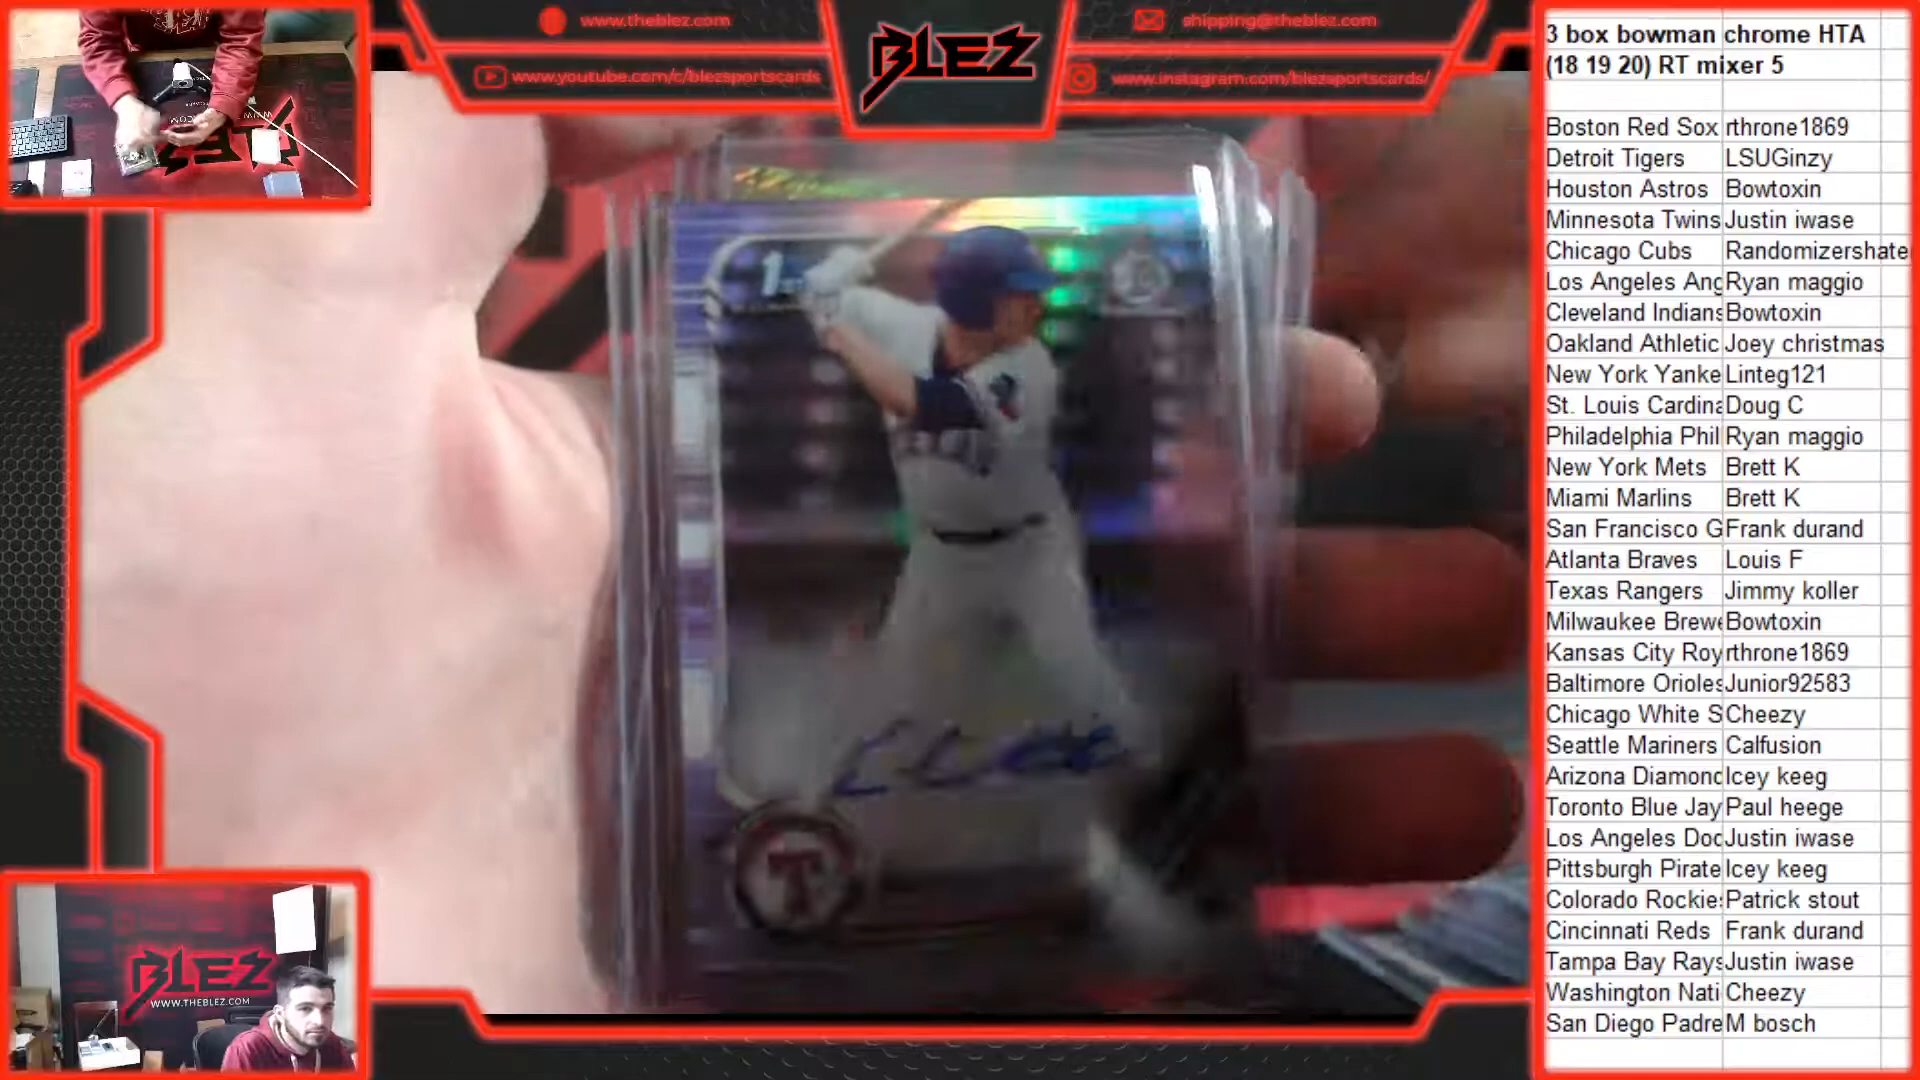 www.theblez.com
shipping@theblez.com
BLEZ
www.youtube.com/c/blezsportscards
www.instagram.com/blezsportscards/
3 box bowman chrome HTA
(18 19 20) RT mixer 5
Boston Red Sox rthrone1869
Detroit Tigers LSUGinzy
Houston Astros Bowtoxin
Minnesota Twins Justin iwase
Chicago Cubs Randomizershate
Los Angeles Ang Ryan maggio
Cleveland Indians Bowtoxin
Oakland Athletic Joey christmas
New York Yanke Linteg121
St. Louis Cardina Doug C
Philadelphia Phil Ryan maggio
New York Mets Brett K
Miami Marlins Brett K
San Francisco G Frank durand
Atlanta Braves Louis F
Texas Rangers Jimmy koller
Milwaukee Brewe Bowtoxin
Kansas City Roy rthrone1869
Baltimore Orioles Junior92583
Chicago White S Cheezy
Seattle Mariners Calfusion
Arizona Diamond Icey keeg
Toronto Blue Jay Paul heege
Los Angeles Dod Justin iwase
Pittsburgh Pirate Icey keeg
Colorado Rockies Patrick stout
Cincinnati Reds Frank durand
Tampa Bay Rays Justin iwase
Washington Nati Cheezy
San Diego Padre M bosch
1st
T
BLEZ
WWW.THEBLEZ.COM